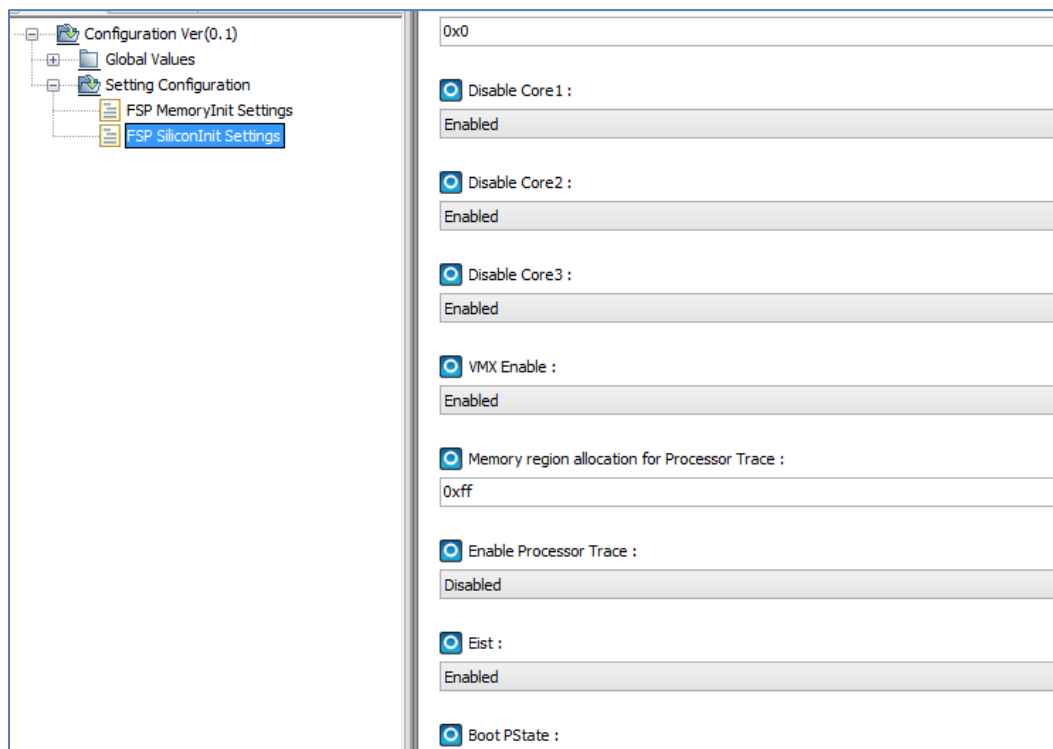 Configuration Ver(0.1)
Global Values
Setting Configuration
FSP MemoryInit Settings
FSP SiliconInit Settings
0x0
Disable Core1 :
Enabled
Disable Core2 :
Enabled
Disable Core3 :
Enabled
VMX Enable :
Enabled
Memory region allocation for Processor Trace :
0xff
Enable Processor Trace :
Disabled
Eist :
Enabled
Boot PState :